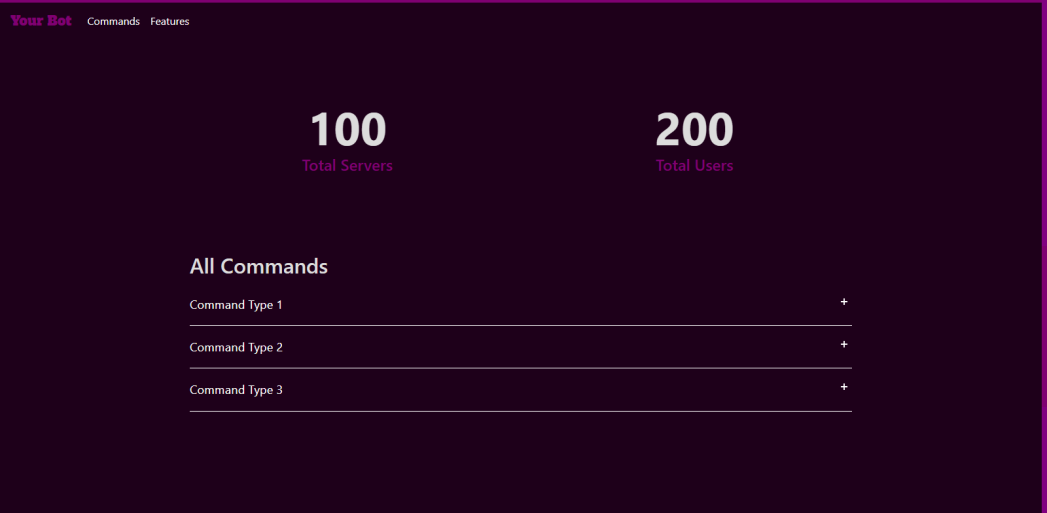 Your Bot Commands Features
100 200
Total Servers Total Users
All Commands
Command Type 1 +
Command Type 2 +
Command Type 3 +